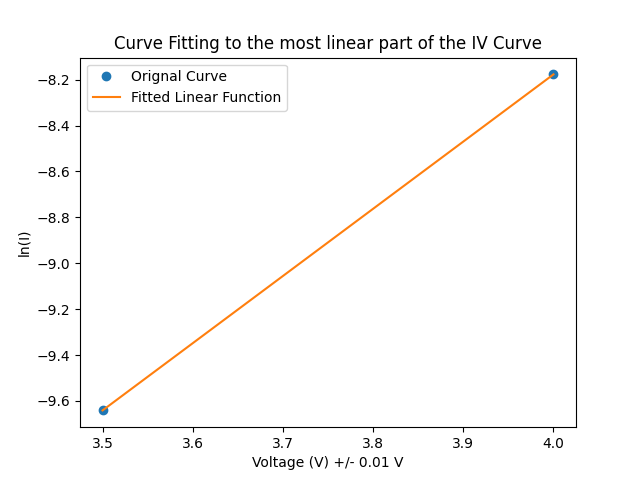 Curve Fitting to the most linear part of the IV Curve
Orignal Curve
Fitted Linear Function
ln(I)
−8.2
−8.4
−8.6
−8.8
−9.0
−9.2
−9.4
−9.6
3.5 3.6 3.7 3.8 3.9 4.0
Voltage (V) +/- 0.01 V